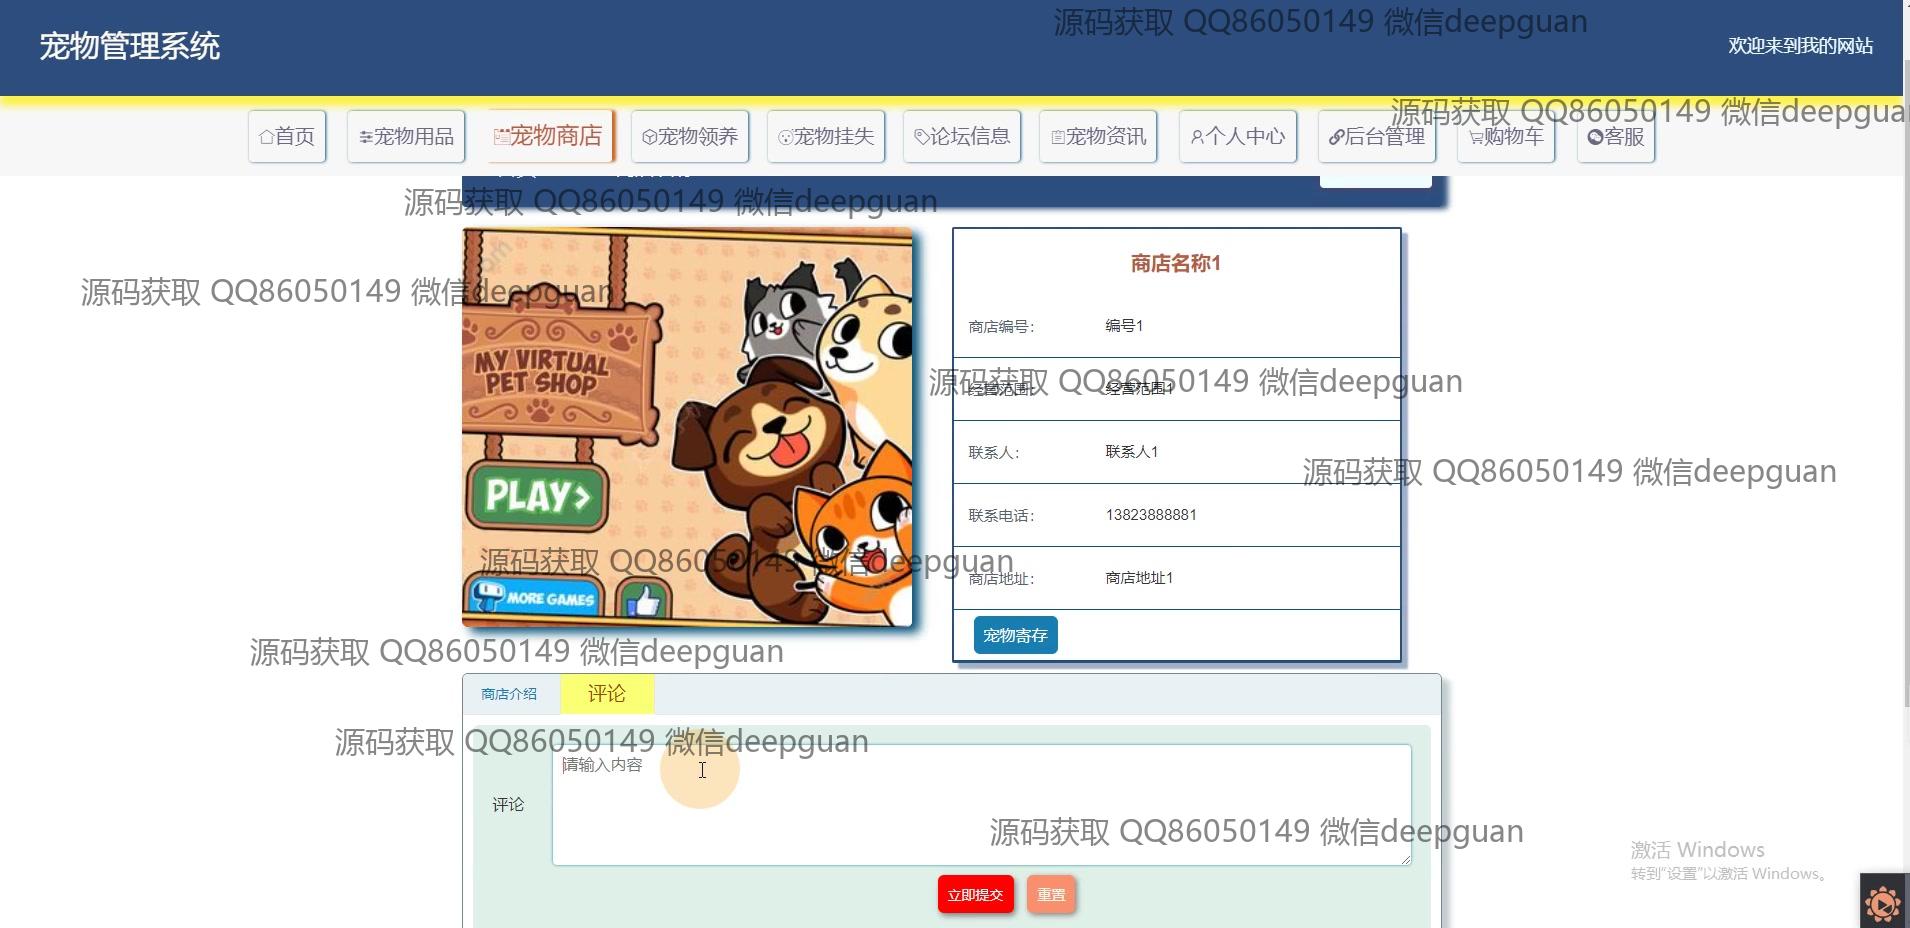 源码获取 QQ86050149 微信deepguan
宠物管理系统
欢迎来到我的网站
源码获取 QQ86050149 微信deepgua
首页
宠物用品
宠物商店
宠物领养
宠物挂失
论坛信息
宠物资讯
个人中心
后台管理
购物车
客服
源码获取 QQ86050149 微信deepguan
商店名称1
源码获取 QQ86050149 微信deepguan
商店编号： 编号1
MY VIRTUAL
PET SHOP
源码获取 QQ86050149 微信deepguan
经营范围： 经营范围1
联系人： 联系人1
源码获取 QQ86050149 微信deepguan
PLAY>
联系电话： 13823888881
源码获取 QQ86050149 微信deepguan
商店地址： 商店地址1
MORE GAMES
宠物寄存
源码获取 QQ86050149 微信deepguan
商店介绍
评论
源码获取 QQ86050149 微信deepguan
请输入内容
评论
源码获取 QQ86050149 微信deepguan
激活 Windows
转到“设置”以激活 Windows。
立即提交
重置